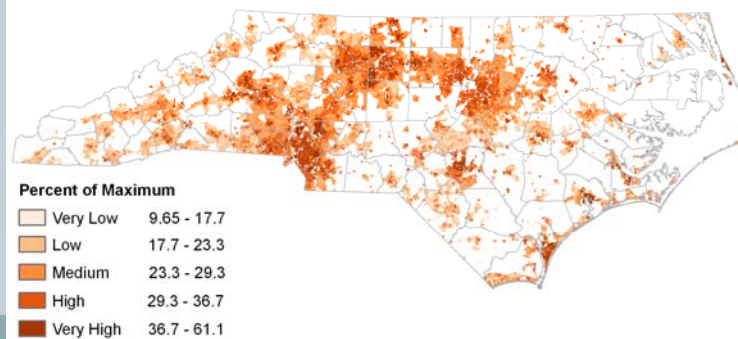 Percent of Maximum
Very Low 9.65 - 17.7
Low 17.7 - 23.3
Medium 23.3 - 29.3
High 29.3 - 36.7
Very High 36.7 - 61.1